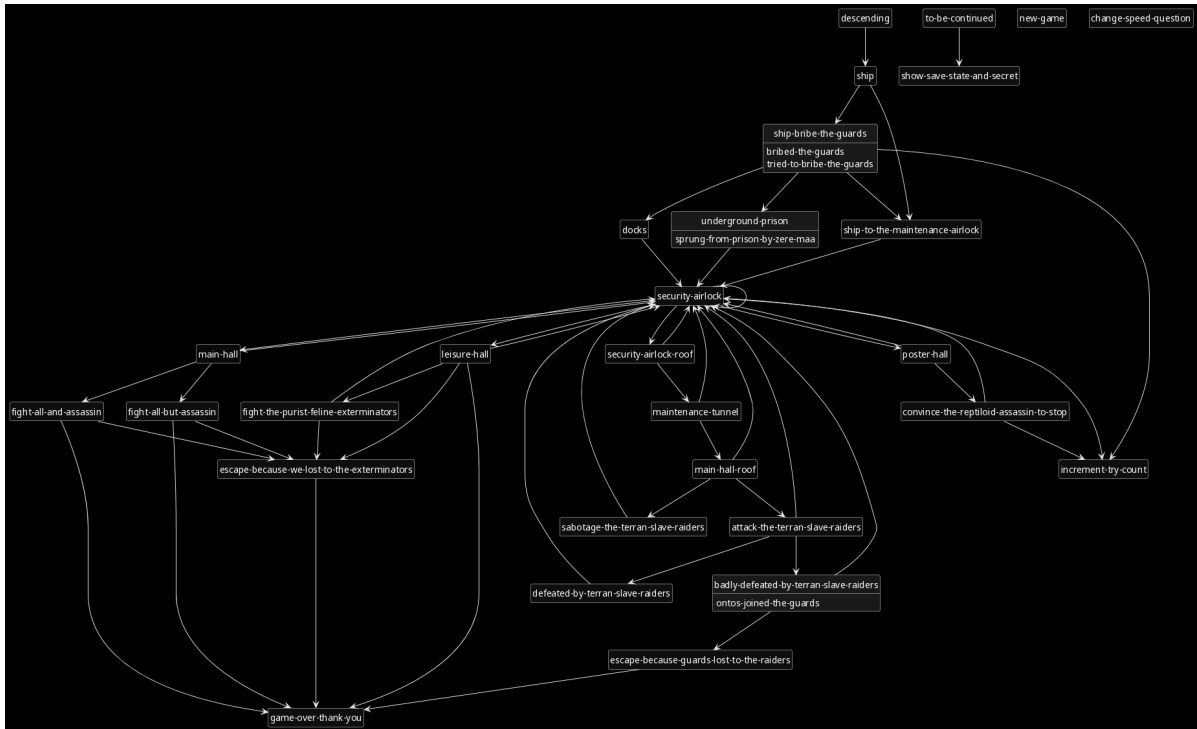 descending
to-be-continued
new-game
change-speed-question
ship
show-save-state-and-secret
ship-bribe-the-guards
bribed-the-guards
tried-to-bribe-the-guards
docks
underground-prison
sprung-from-prison-by-zere-maa
ship-to-the-maintenance-airlock
security-airlock
main-hall
leisure-hall
security-airlock-roof
poster-hall
fight-all-and-assassin
fight-all-but-assassin
fight-the-purist-feline-exterminators
maintenance-tunnel
convince-the-reptiloid-assassin-to-stop
escape-because-we-lost-to-the-exterminators
main-hall-roof
increment-try-count
sabotage-the-terran-slave-raiders
attack-the-terran-slave-raiders
defeated-by-terran-slave-raiders
badly-defeated-by-terran-slave-raiders
ontos-joined-the-guards
escape-because-guards-lost-to-the-raiders
game-over-thank-you